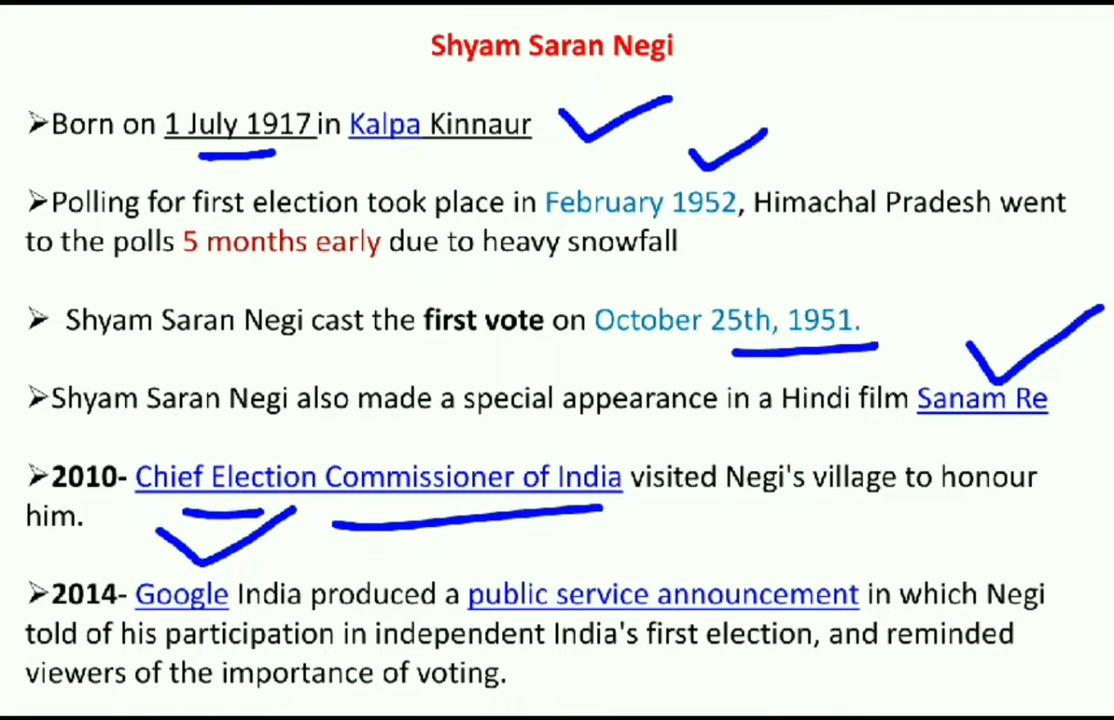 Shyam Saran Negi
➢Born on 1 July 1917 in Kalpa Kinnaur
➢Polling for first election took place in February 1952, Himachal Pradesh went
to the polls 5 months early due to heavy snowfall
➢ Shyam Saran Negi cast the first vote on October 25th, 1951.
➢Shyam Saran Negi also made a special appearance in a Hindi film Sanam Re
➢2010- Chief Election Commissioner of India visited Negi's village to honour
him.
➢2014- Google India produced a public service announcement in which Negi
told of his participation in independent India's first election, and reminded
viewers of the importance of voting.